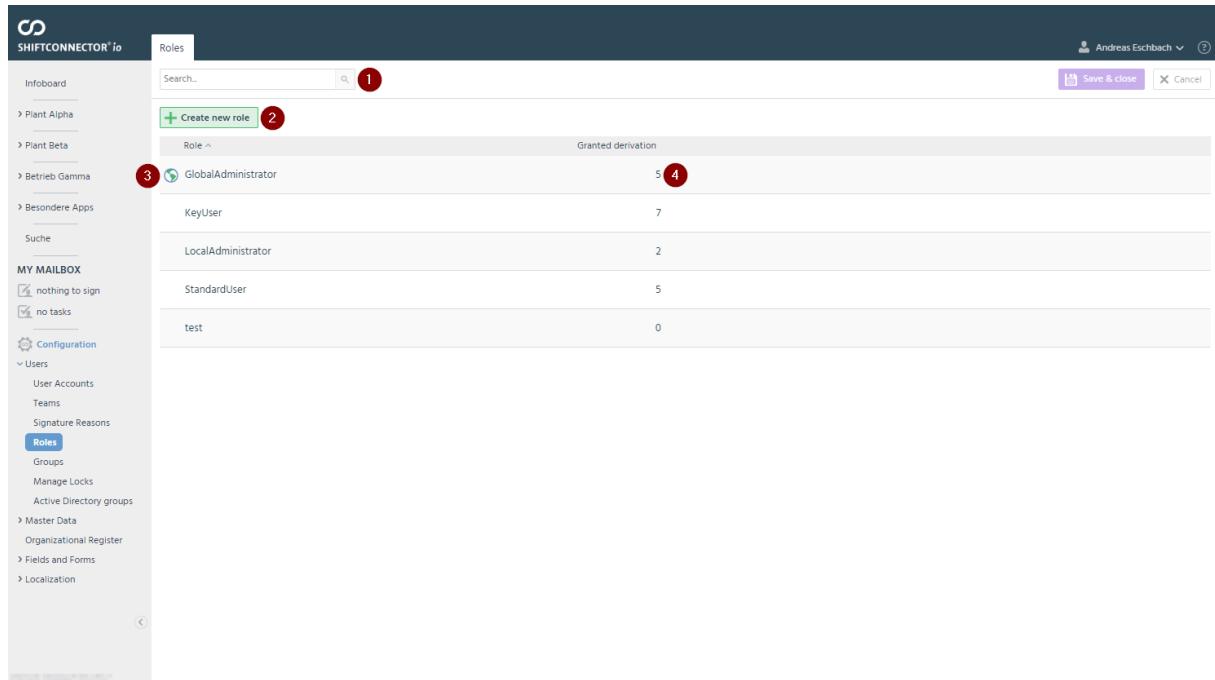 SHIFTCONNECTOR® io
Roles
Andreas Eschbach
?
Infoboard
Plant Alpha
Plant Beta
Betrieb Gamma
Besondere Apps
Suche
MY MAILBOX
nothing to sign
no tasks
Configuration
Users
User Accounts
Teams
Signature Reasons
Roles
Groups
Manage Locks
Active Directory groups
Master Data
Organizational Register
Fields and Forms
Localization
Search...
1
Save & close
Cancel
Create new role
2
Role
Granted derivation
3
GlobalAdministrator
5
4
KeyUser
7
LocalAdministrator
2
StandardUser
5
test
0